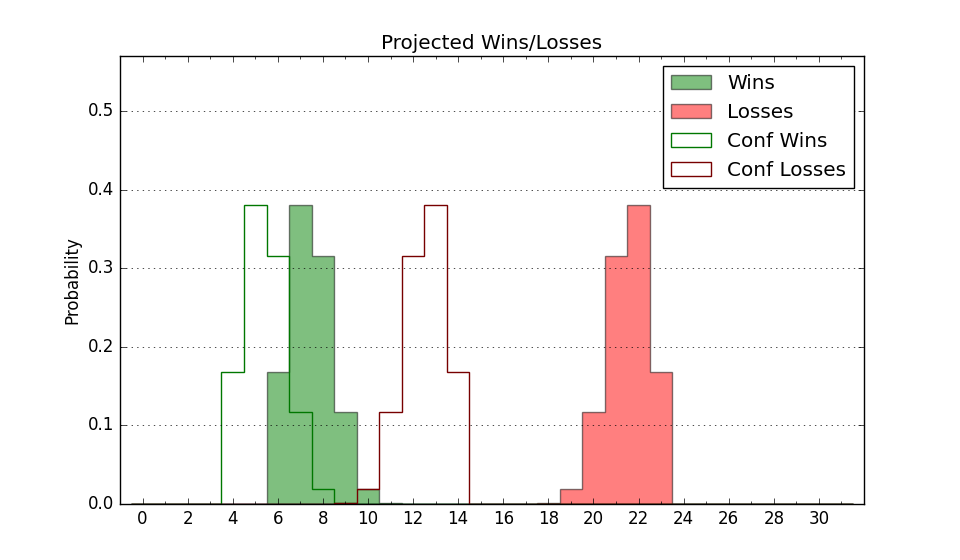 Projected Wins/Losses
Wins
Losses
Conf Wins
Conf Losses
Probability
0.5
0.4
0.3
0.2
0.1
0.0
0 2 4 6 8 10 12 14 16 18 20 22 24 26 28 30